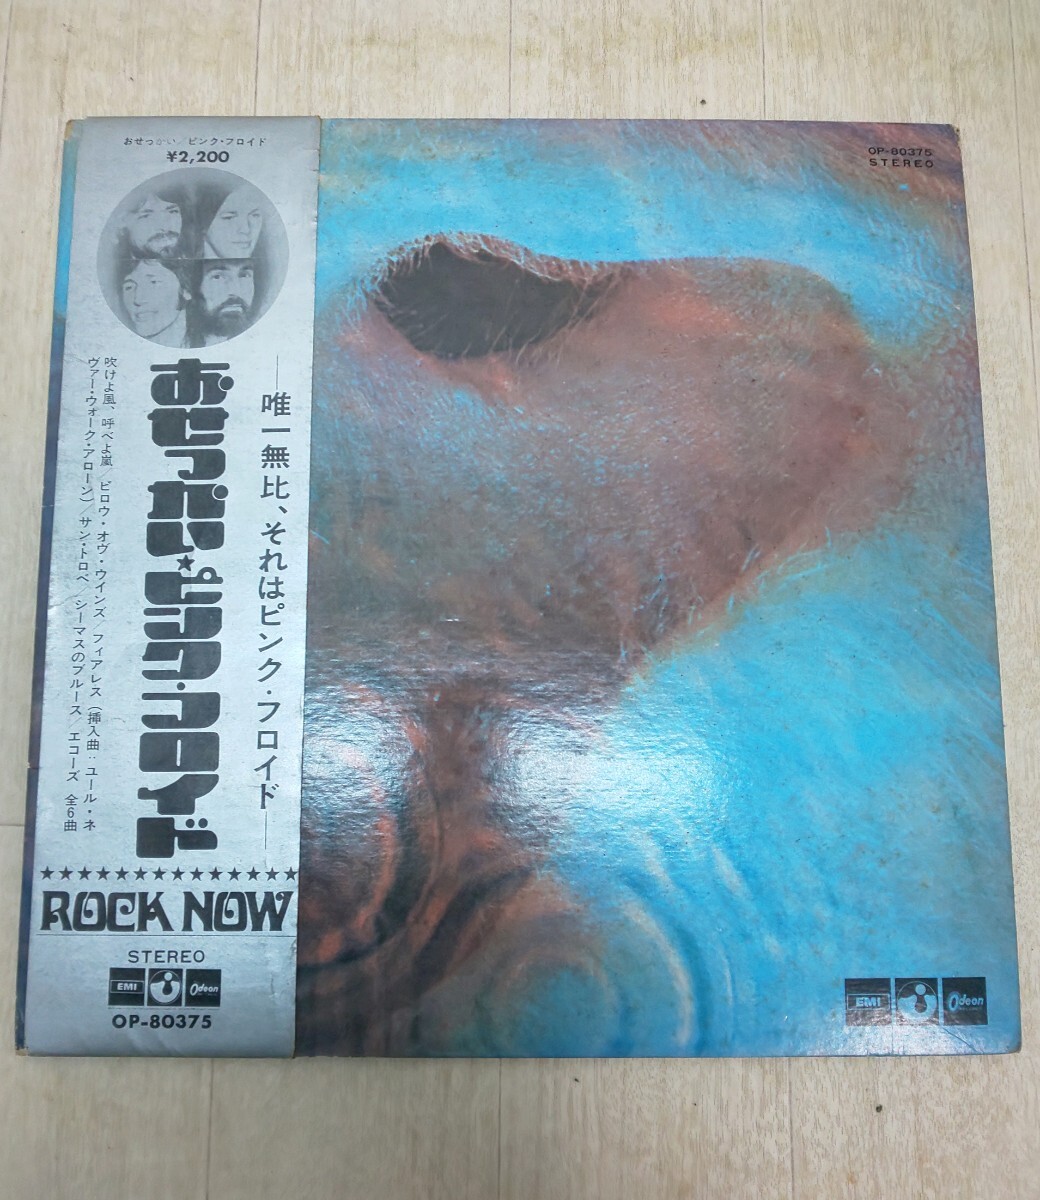 おせっかい/ピンク・フロイド
¥2,200
唯一無比、それはピンク・フロイド
おせっかい★ピンク・フロイド
吹けよ風、呼べよ嵐/ピロウ・オヴ・ウインズ/フィアレス(挿入曲:ユール・ネ
ヴァー・ウォーク・アローン)/サン・トロペ/シーマスのブルース/エコーズ 全6曲
★★★★★★★★★★★★★★
ROCK NOW
STEREO
EMI
Odeon
OP-80375
OP-80375
STEREO
EMI
Odeon